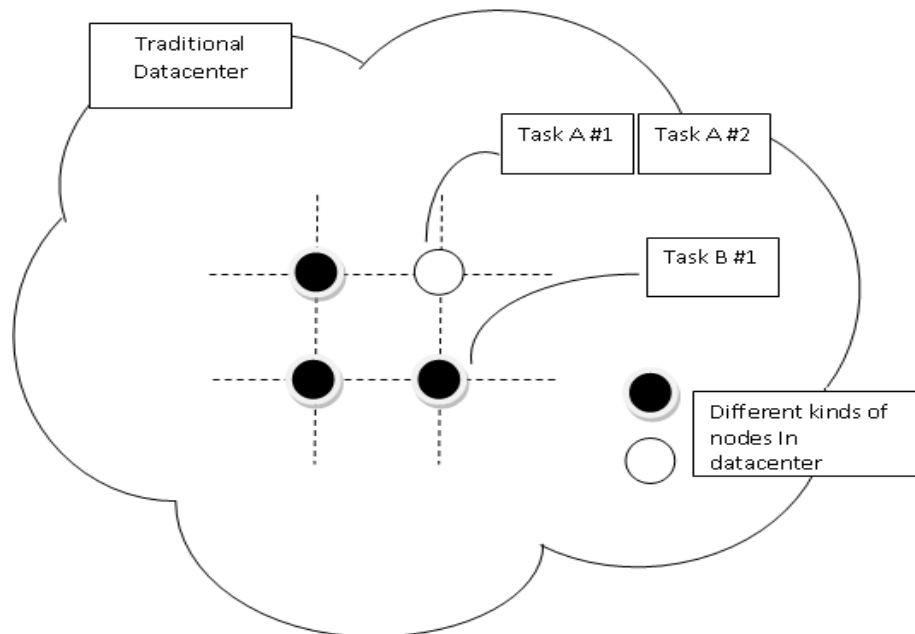 Traditional
Datacenter
Task A #1
Task A #2
Task B #1
Different kinds of
nodes In
datacenter